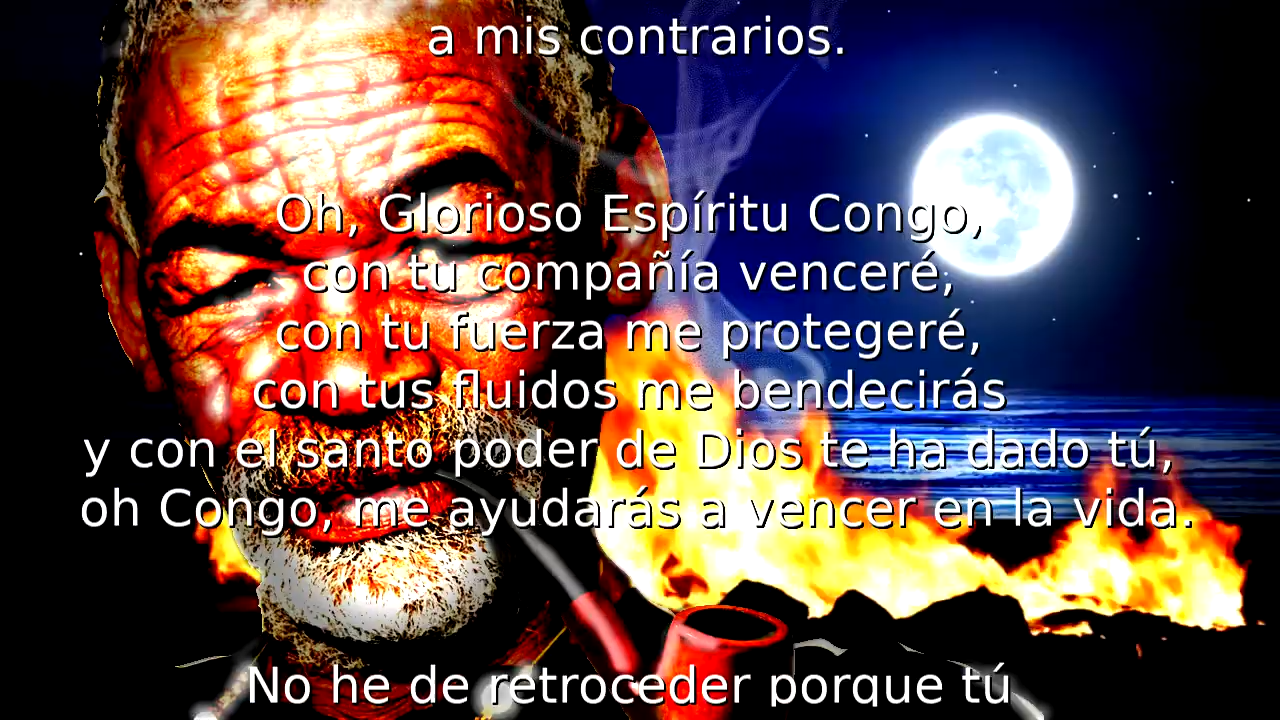 a mis contrarios.
Oh, Glorioso Espíritu Congo,
con tu compañía venceré,
con tu fuerza me protegeré,
con tus fluidos me bendecirás
y con el santo poder de Dios te ha dado tú,
oh Congo, me ayudarás a vencer en la vida.
No he de retroceder porque tú